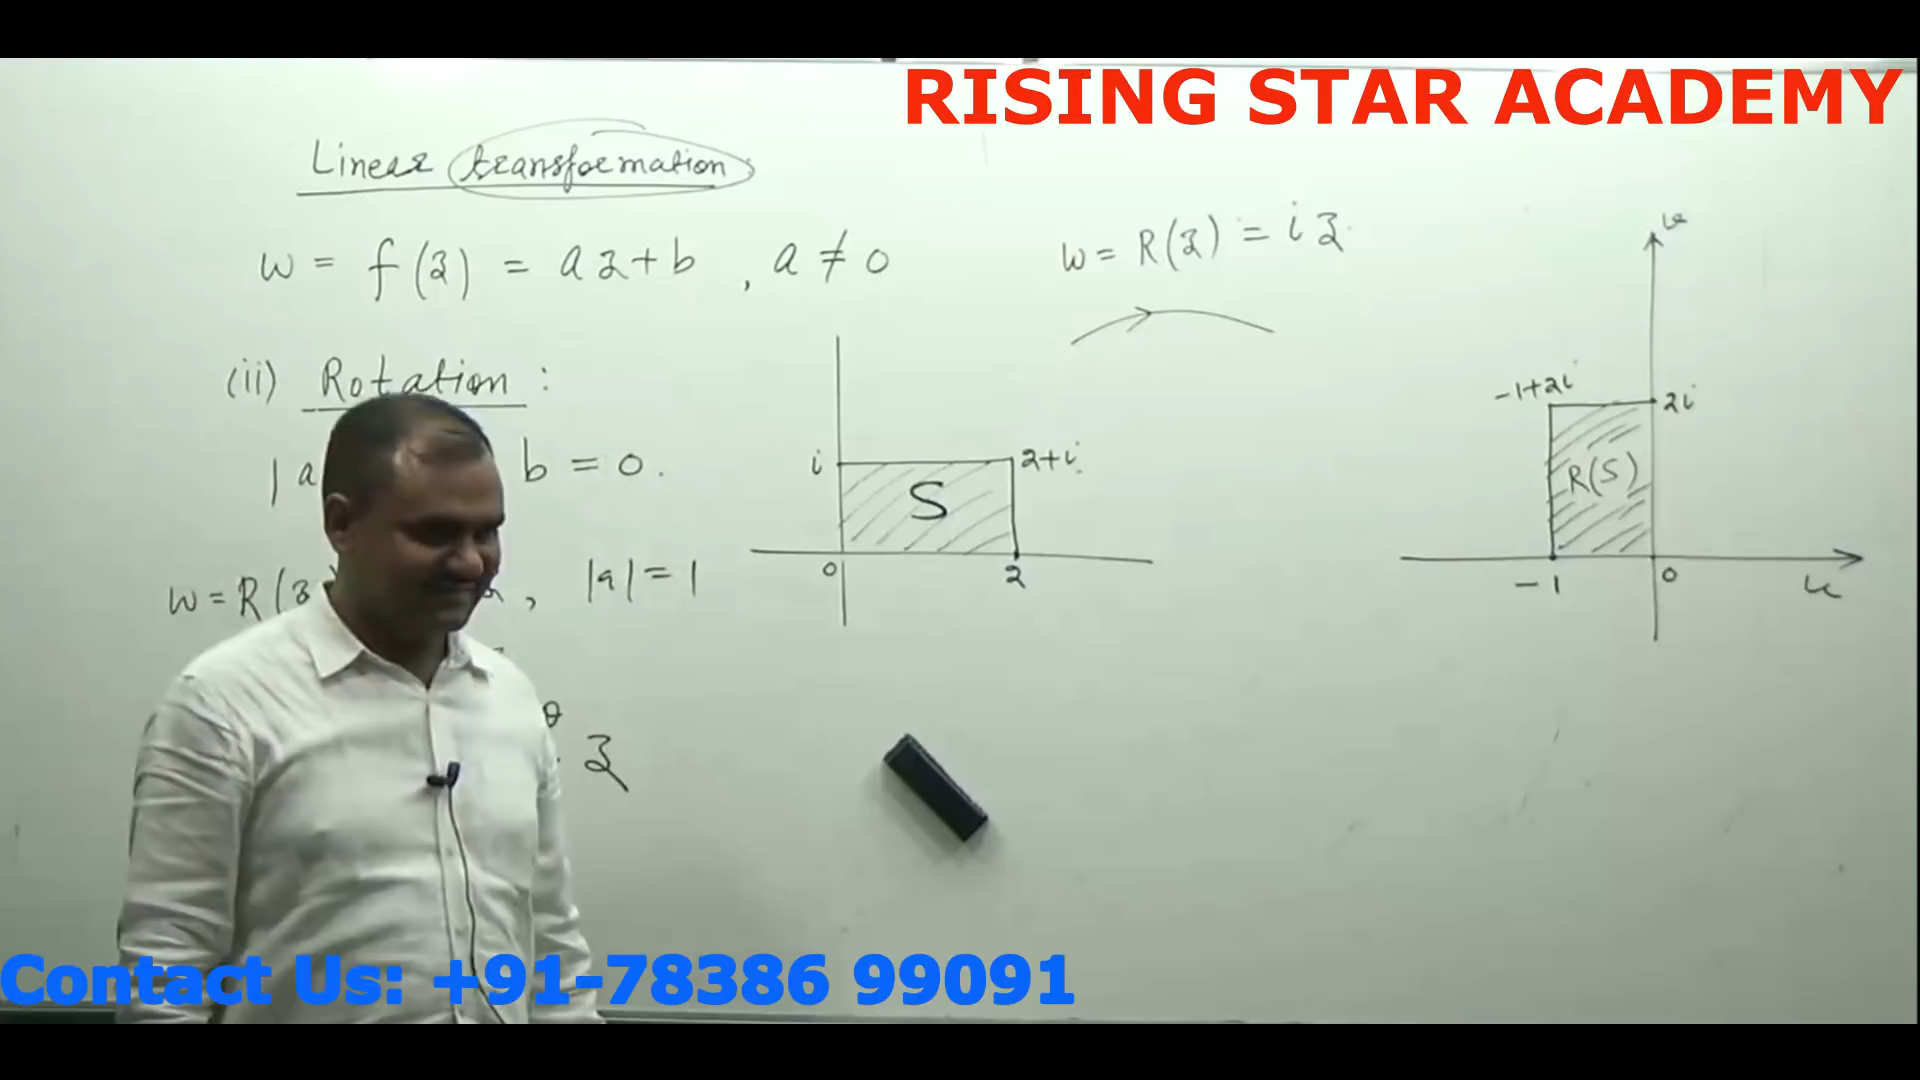 RISING STAR ACADEMY
Linear transformation
w = f(z) = az+b , a ≠ 0
(ii) Rotation :
|a b = 0.
w = R(z , |a| = 1
θ
z
w = R(z) = iz
i
2+i
S
0
2
v
-1+2i
2i
R(S)
-1
0
u
Contact Us: +91-78386 99091